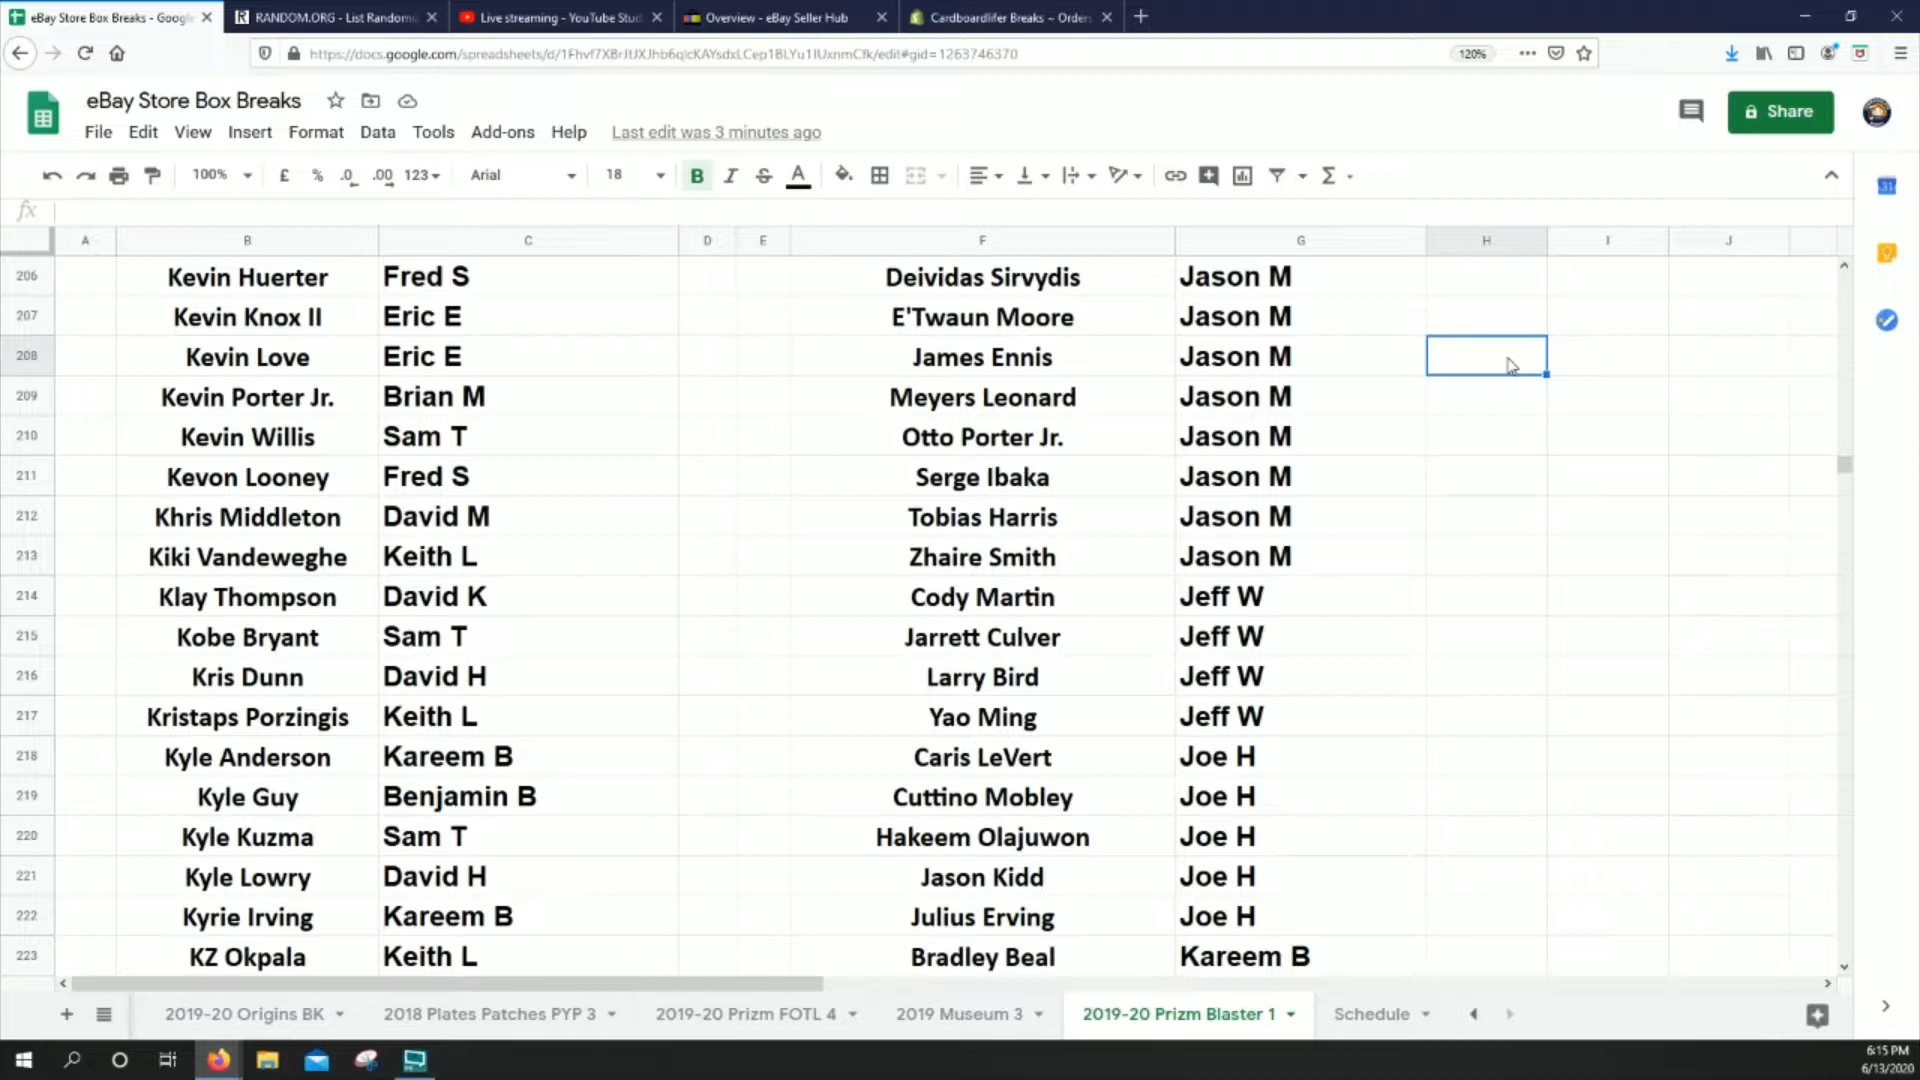 eBay Store Box Breaks - Google
RANDOM.ORG - List Randomi
Live streaming - YouTube Stud
Overview - eBay Seller Hub
Cardboardlifer Breaks ~ Orders
120%
eBay Store Box Breaks
File Edit View Insert Format Data Tools Add-ons Help Last edit was 3 minutes ago
Share
100% £ % .0 .00 123 Arial 18 B I S A
fx
A B C D E F G H I J
206 Kevin Huerter Fred S Deividas Sirvydis Jason M
207 Kevin Knox II Eric E E'Twaun Moore Jason M
208 Kevin Love Eric E James Ennis Jason M
209 Kevin Porter Jr. Brian M Meyers Leonard Jason M
210 Kevin Willis Sam T Otto Porter Jr. Jason M
211 Kevon Looney Fred S Serge Ibaka Jason M
212 Khris Middleton David M Tobias Harris Jason M
213 Kiki Vandeweghe Keith L Zhaire Smith Jason M
214 Klay Thompson David K Cody Martin Jeff W
215 Kobe Bryant Sam T Jarrett Culver Jeff W
216 Kris Dunn David H Larry Bird Jeff W
217 Kristaps Porzingis Keith L Yao Ming Jeff W
218 Kyle Anderson Kareem B Caris LeVert Joe H
219 Kyle Guy Benjamin B Cuttino Mobley Joe H
220 Kyle Kuzma Sam T Hakeem Olajuwon Joe H
221 Kyle Lowry David H Jason Kidd Joe H
222 Kyrie Irving Kareem B Julius Erving Joe H
223 KZ Okpala Keith L Bradley Beal Kareem B
2019-20 Origins BK 2018 Plates Patches PYP 3 2019-20 Prizm FOTL 4 2019 Museum 3 2019-20 Prizm Blaster 1 Schedule
6:15 PM
6/13/2020